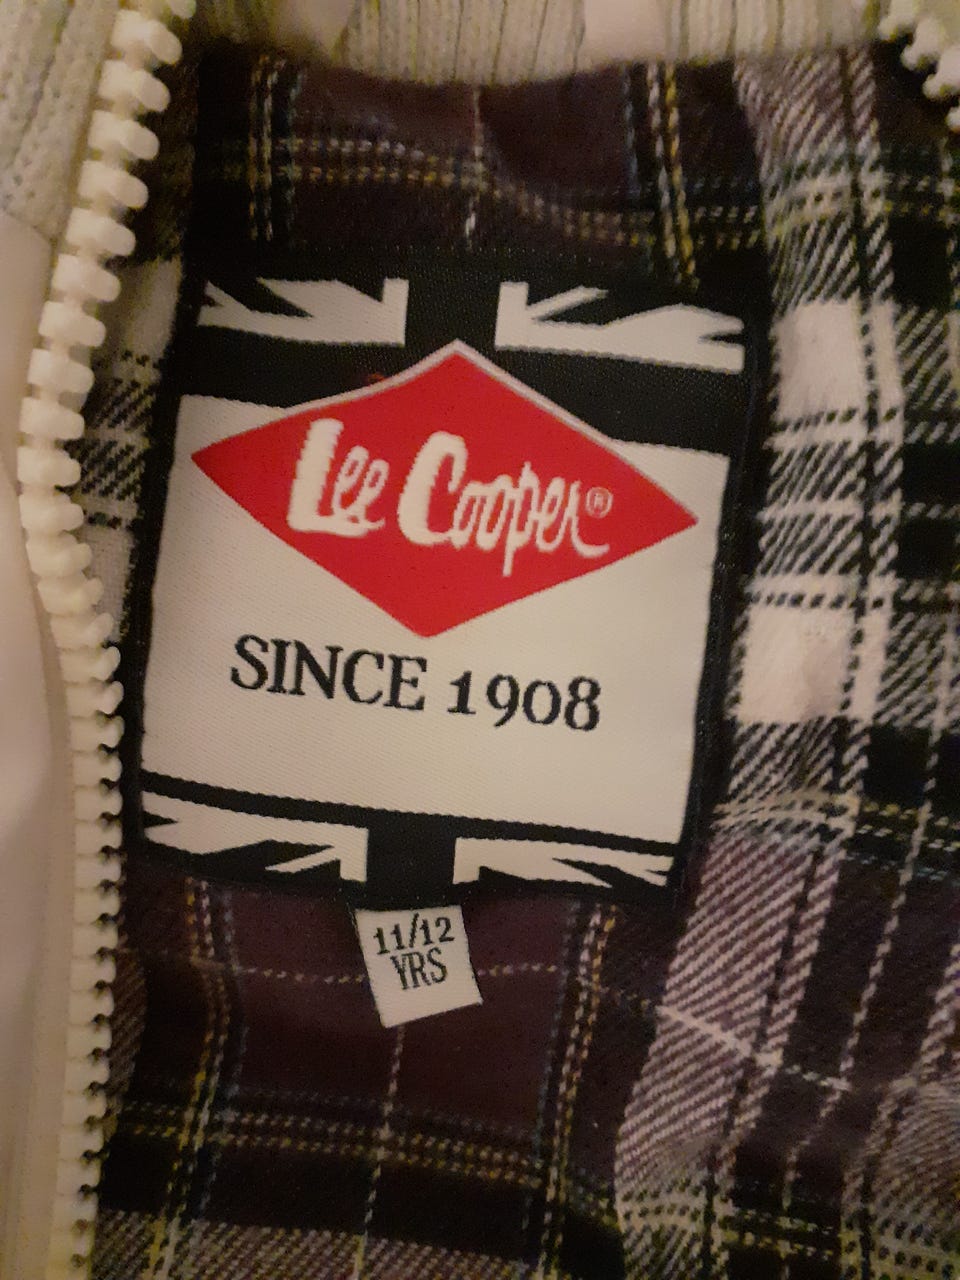 Lee Cooper®
SINCE 1908
11/12
YRS